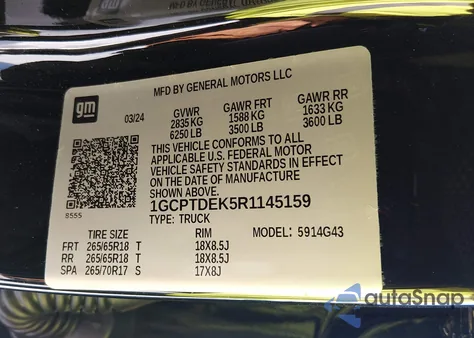 MFD BY GENERAL MOTORS LLC
gm
03/24
GVWR GAWR FRT GAWR RR
2835 KG 1588 KG 1633 KG
6250 LB 3500 LB 3600 LB
THIS VEHICLE CONFORMS TO ALL
APPLICABLE U.S. FEDERAL MOTOR
VEHICLE SAFETY STANDARDS IN EFFECT
ON THE DATE OF MANUFACTURE
SHOWN ABOVE.
1GCPTDEK5R1145159
8555
TYPE: TRUCK
TIRE SIZE RIM MODEL: 5914G43
FRT 265/65R18 T 18X8.5J
RR 265/65R18 T 18X8.5J
SPA 265/70R17 S 17X8J
autoSnap